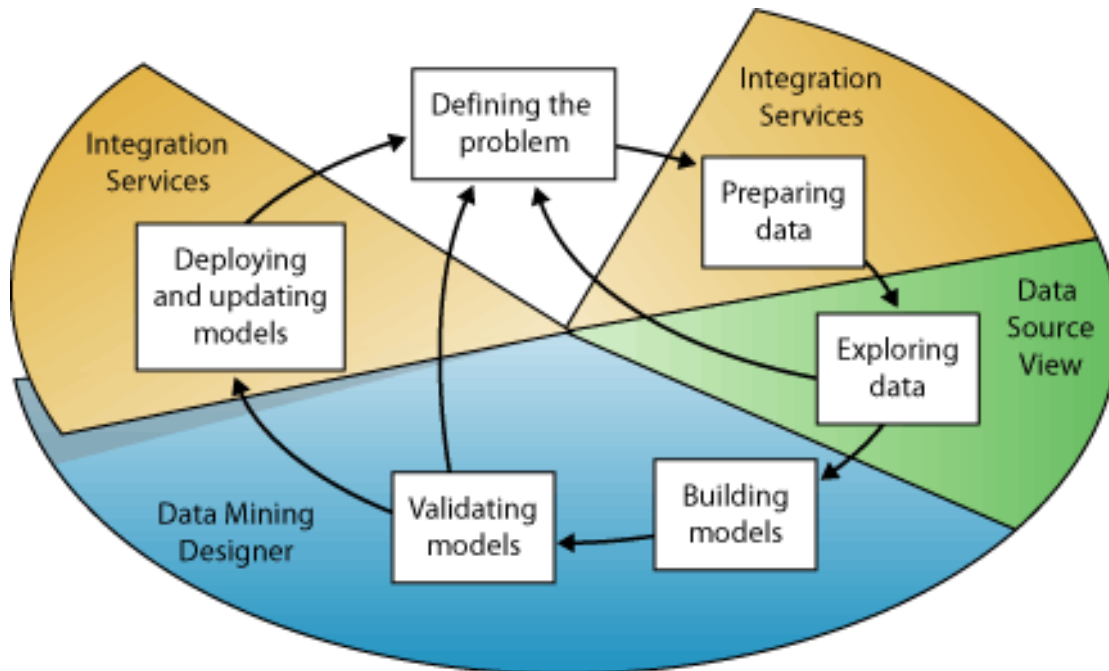 Defining the
problem
Integration
Services
Preparing
data
Data
Source
View
Exploring
data
Building
models
Validating
models
Data Mining
Designer
Deploying
and updating
models
Integration
Services